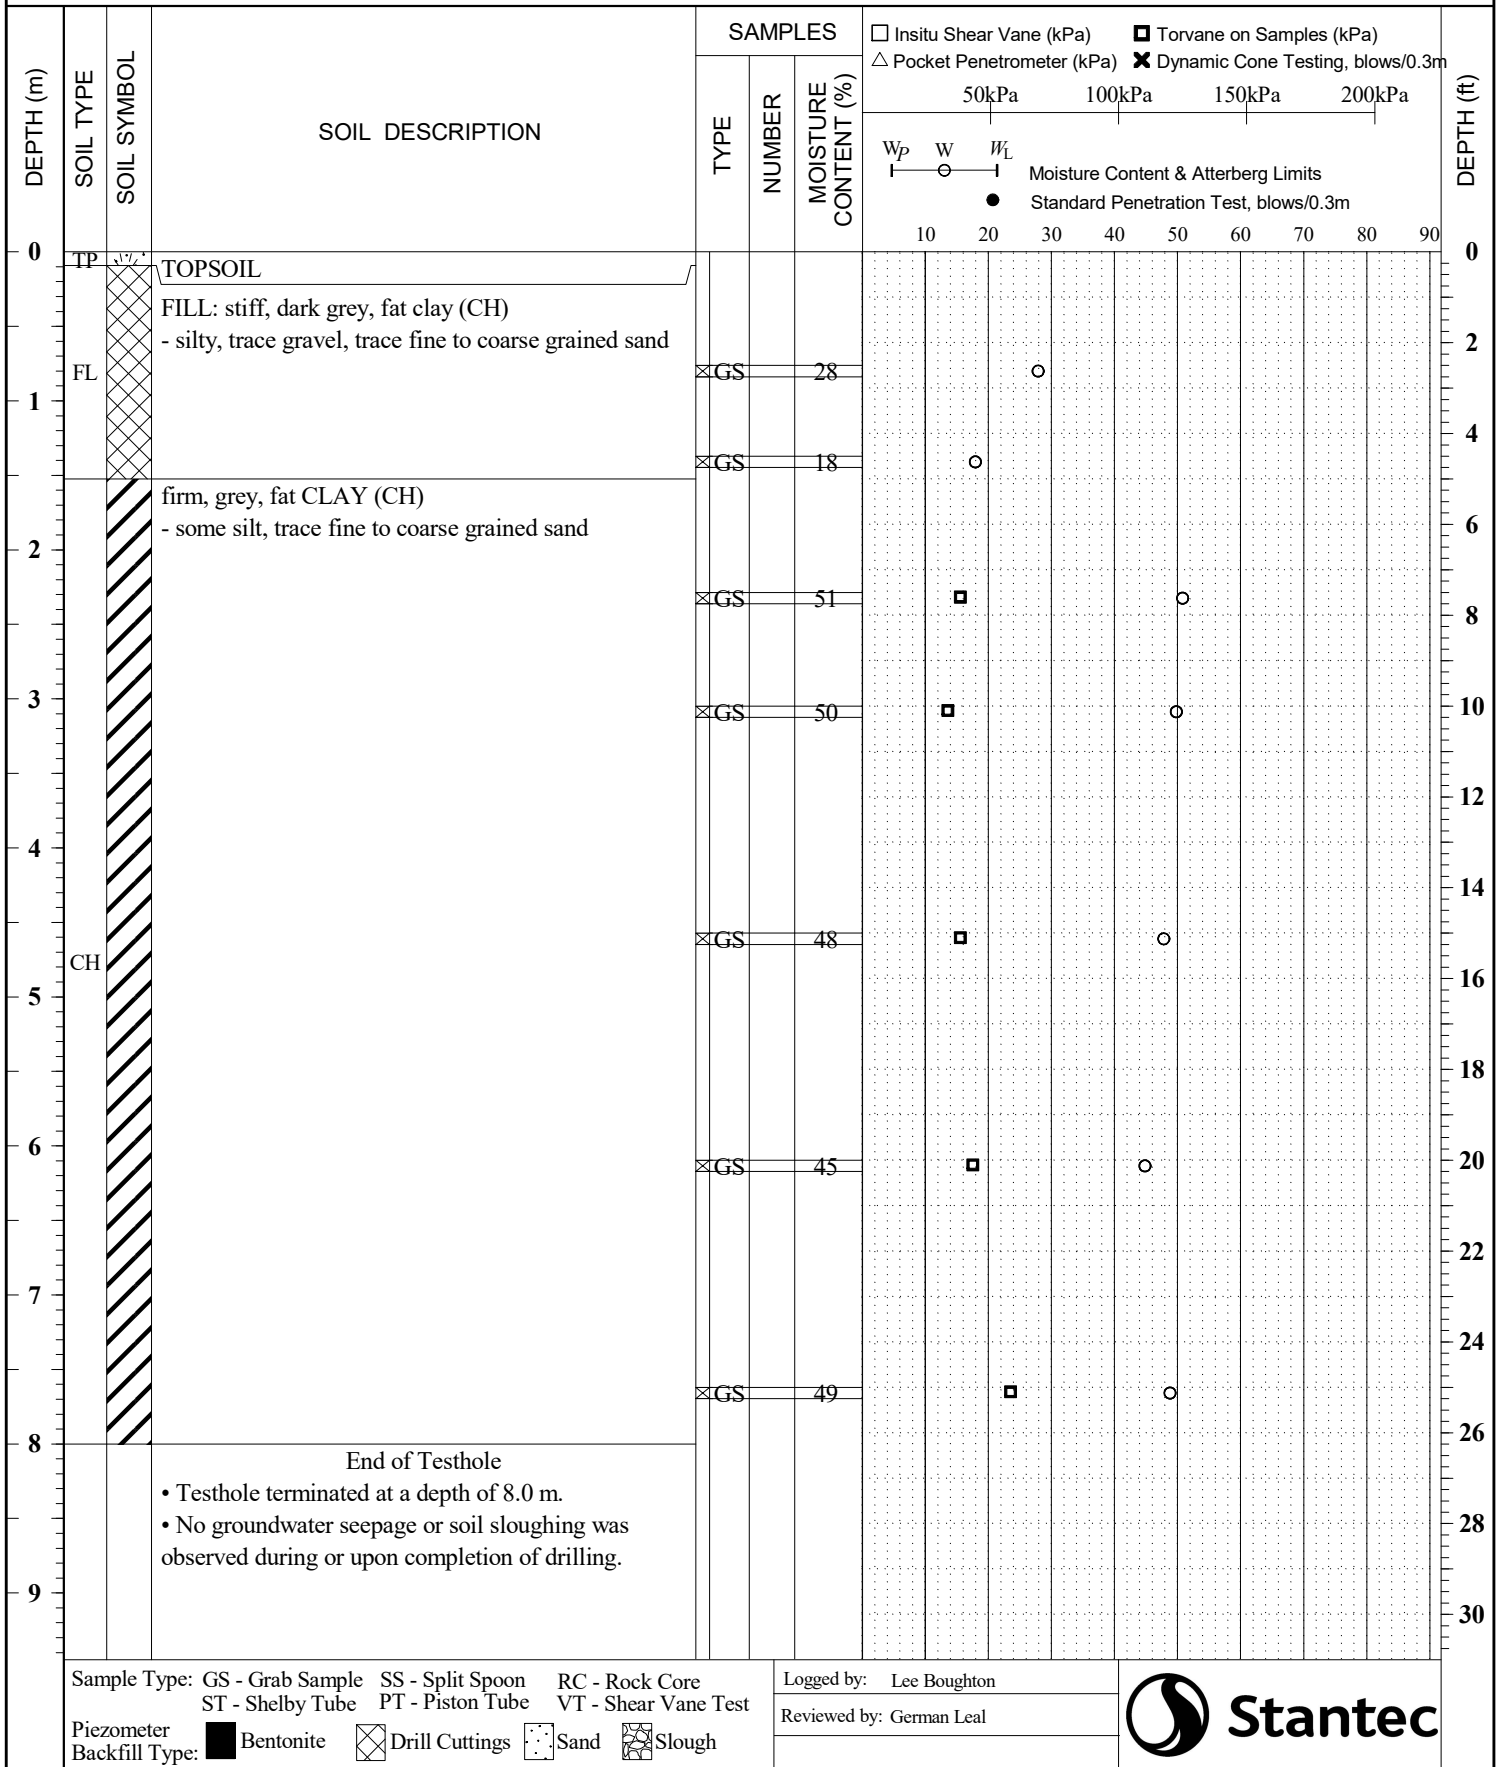 DEPTH (m)
SOIL TYPE
SOIL SYMBOL
SOIL DESCRIPTION
SAMPLES
TYPE
NUMBER
MOISTURE CONTENT (%)
Insitu Shear Vane (kPa)
Torvane on Samples (kPa)
Pocket Penetrometer (kPa)
Dynamic Cone Testing, blows/0.3m
50kPa 100kPa 150kPa 200kPa
WP W WL
Moisture Content & Atterberg Limits
Standard Penetration Test, blows/0.3m
10 20 30 40 50 60 70 80 90
DEPTH (ft)
0 0
TP
TOPSOIL
FILL: stiff, dark grey, fat clay (CH)
- silty, trace gravel, trace fine to coarse grained sand
2
FL
GS 28
1
4
GS 18
firm, grey, fat CLAY (CH)
- some silt, trace fine to coarse grained sand
6
2
GS 51
8
3
10
GS 50
12
4
14
GS 48
CH
16
5
18
6
20
GS 45
22
7
24
GS 49
26
8
End of Testhole
• Testhole terminated at a depth of 8.0 m.
• No groundwater seepage or soil sloughing was
observed during or upon completion of drilling.
28
9
30
Sample Type: GS - Grab Sample SS - Split Spoon RC - Rock Core
ST - Shelby Tube PT - Piston Tube VT - Shear Vane Test
Piezometer
Backfill Type:
Bentonite Drill Cuttings Sand Slough
Logged by: Lee Boughton
Reviewed by: German Leal
Stantec